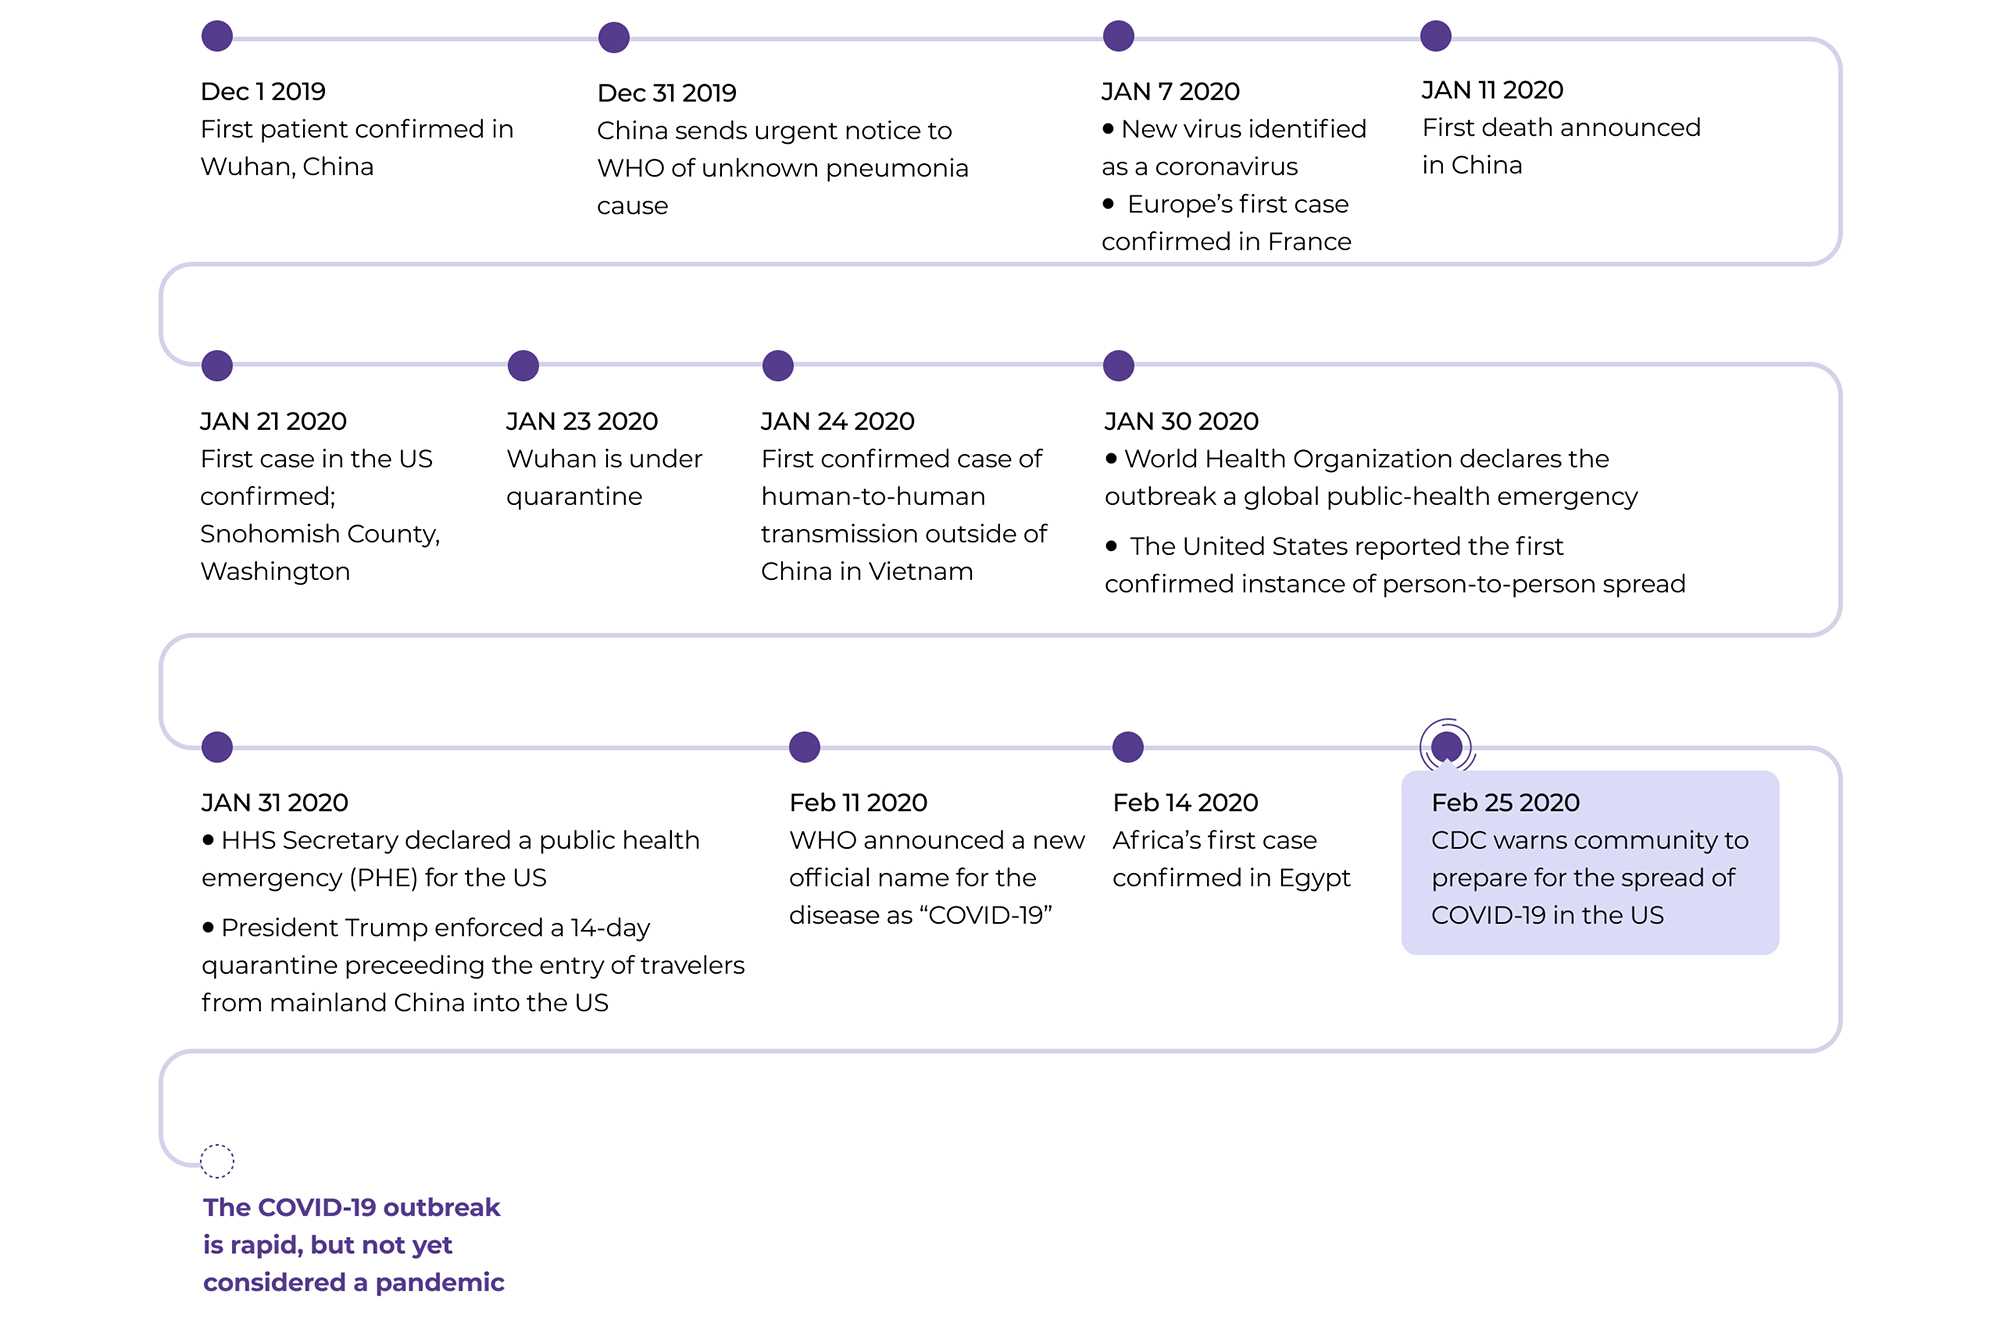 Dec 1 2019
First patient confirmed in
Wuhan, China
Dec 31 2019
China sends urgent notice to
WHO of unknown pneumonia
cause
JAN 7 2020
• New virus identified
as a coronavirus
• Europe’s first case
confirmed in France
JAN 11 2020
First death announced
in China
JAN 21 2020
First case in the US
confirmed;
Snohomish County,
Washington
JAN 23 2020
Wuhan is under
quarantine
JAN 24 2020
First confirmed case of
human-to-human
transmission outside of
China in Vietnam
JAN 30 2020
• World Health Organization declares the
outbreak a global public-health emergency
• The United States reported the first
confirmed instance of person-to-person spread
JAN 31 2020
• HHS Secretary declared a public health
emergency (PHE) for the US
• President Trump enforced a 14-day
quarantine preceeding the entry of travelers
from mainland China into the US
Feb 11 2020
WHO announced a new
official name for the
disease as “COVID-19”
Feb 14 2020
Africa’s first case
confirmed in Egypt
Feb 25 2020
CDC warns community to
prepare for the spread of
COVID-19 in the US
The COVID-19 outbreak
is rapid, but not yet
considered a pandemic